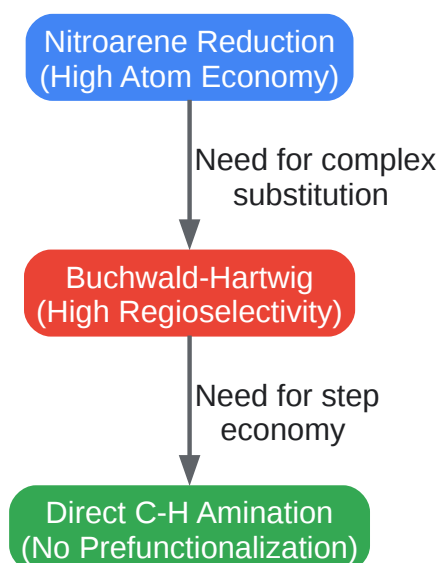 Nitroarene Reduction
(High Atom Economy)
Need for complex
substitution
Buchwald-Hartwig
(High Regioselectivity)
Need for step
economy
Direct C-H Amination
(No Prefunctionalization)